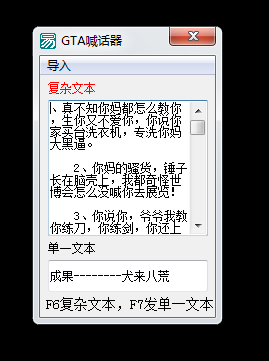 GTA喊话器
导入
复杂文本
、真不知你妈都怎么教你
，生你又不爱你，你说你
家买台洗衣机，专洗你妈
大黑逼。
2、你妈的骚货，锤子
长在脑壳上，我都奇怪世
博会怎么没喊你去展览！
3、你说你，爷爷我教
你练刀，你练剑，你还上
单一文本
成果--------犬来八荒
F6复杂文本，F7发单一文本